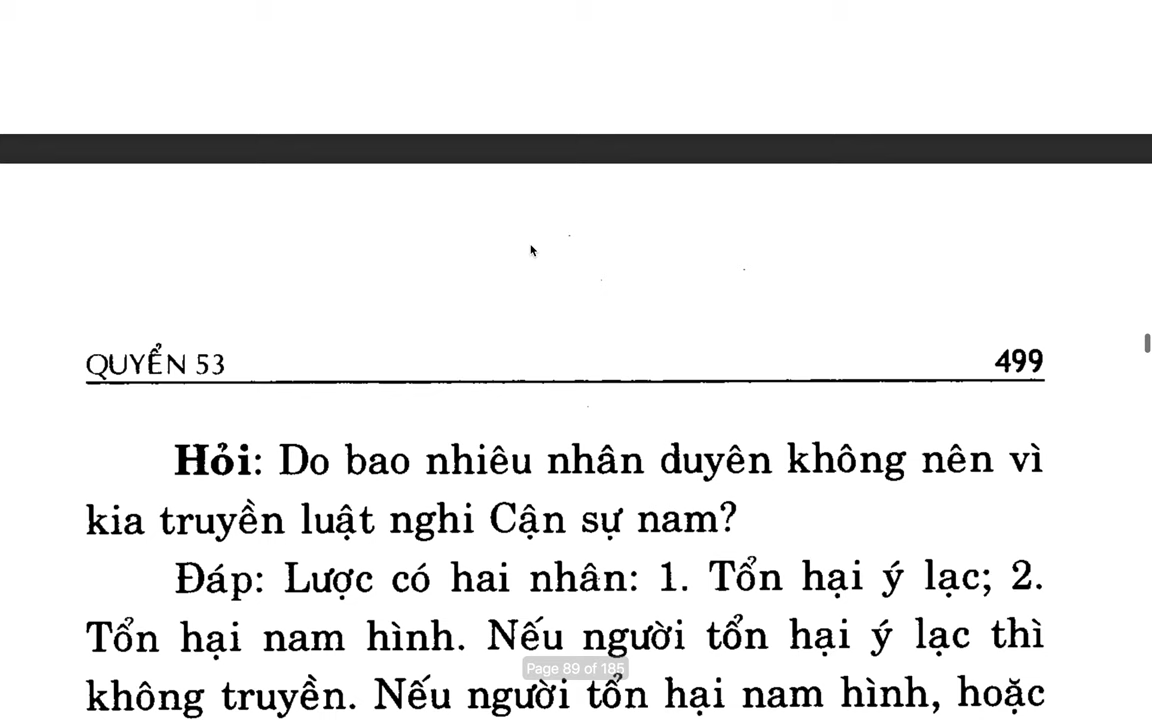 QUYỂN 53 499
Hỏi: Do bao nhiêu nhân duyên không nên vì
kia truyền luật nghi Cận sự nam?
Đáp: Lược có hai nhân: 1. Tổn hại ý lạc; 2.
Tổn hại nam hình. Nếu người tổn hại ý lạc thì
Page 89 of 185
không truyền. Nếu người tổn hại nam hình, hoặc